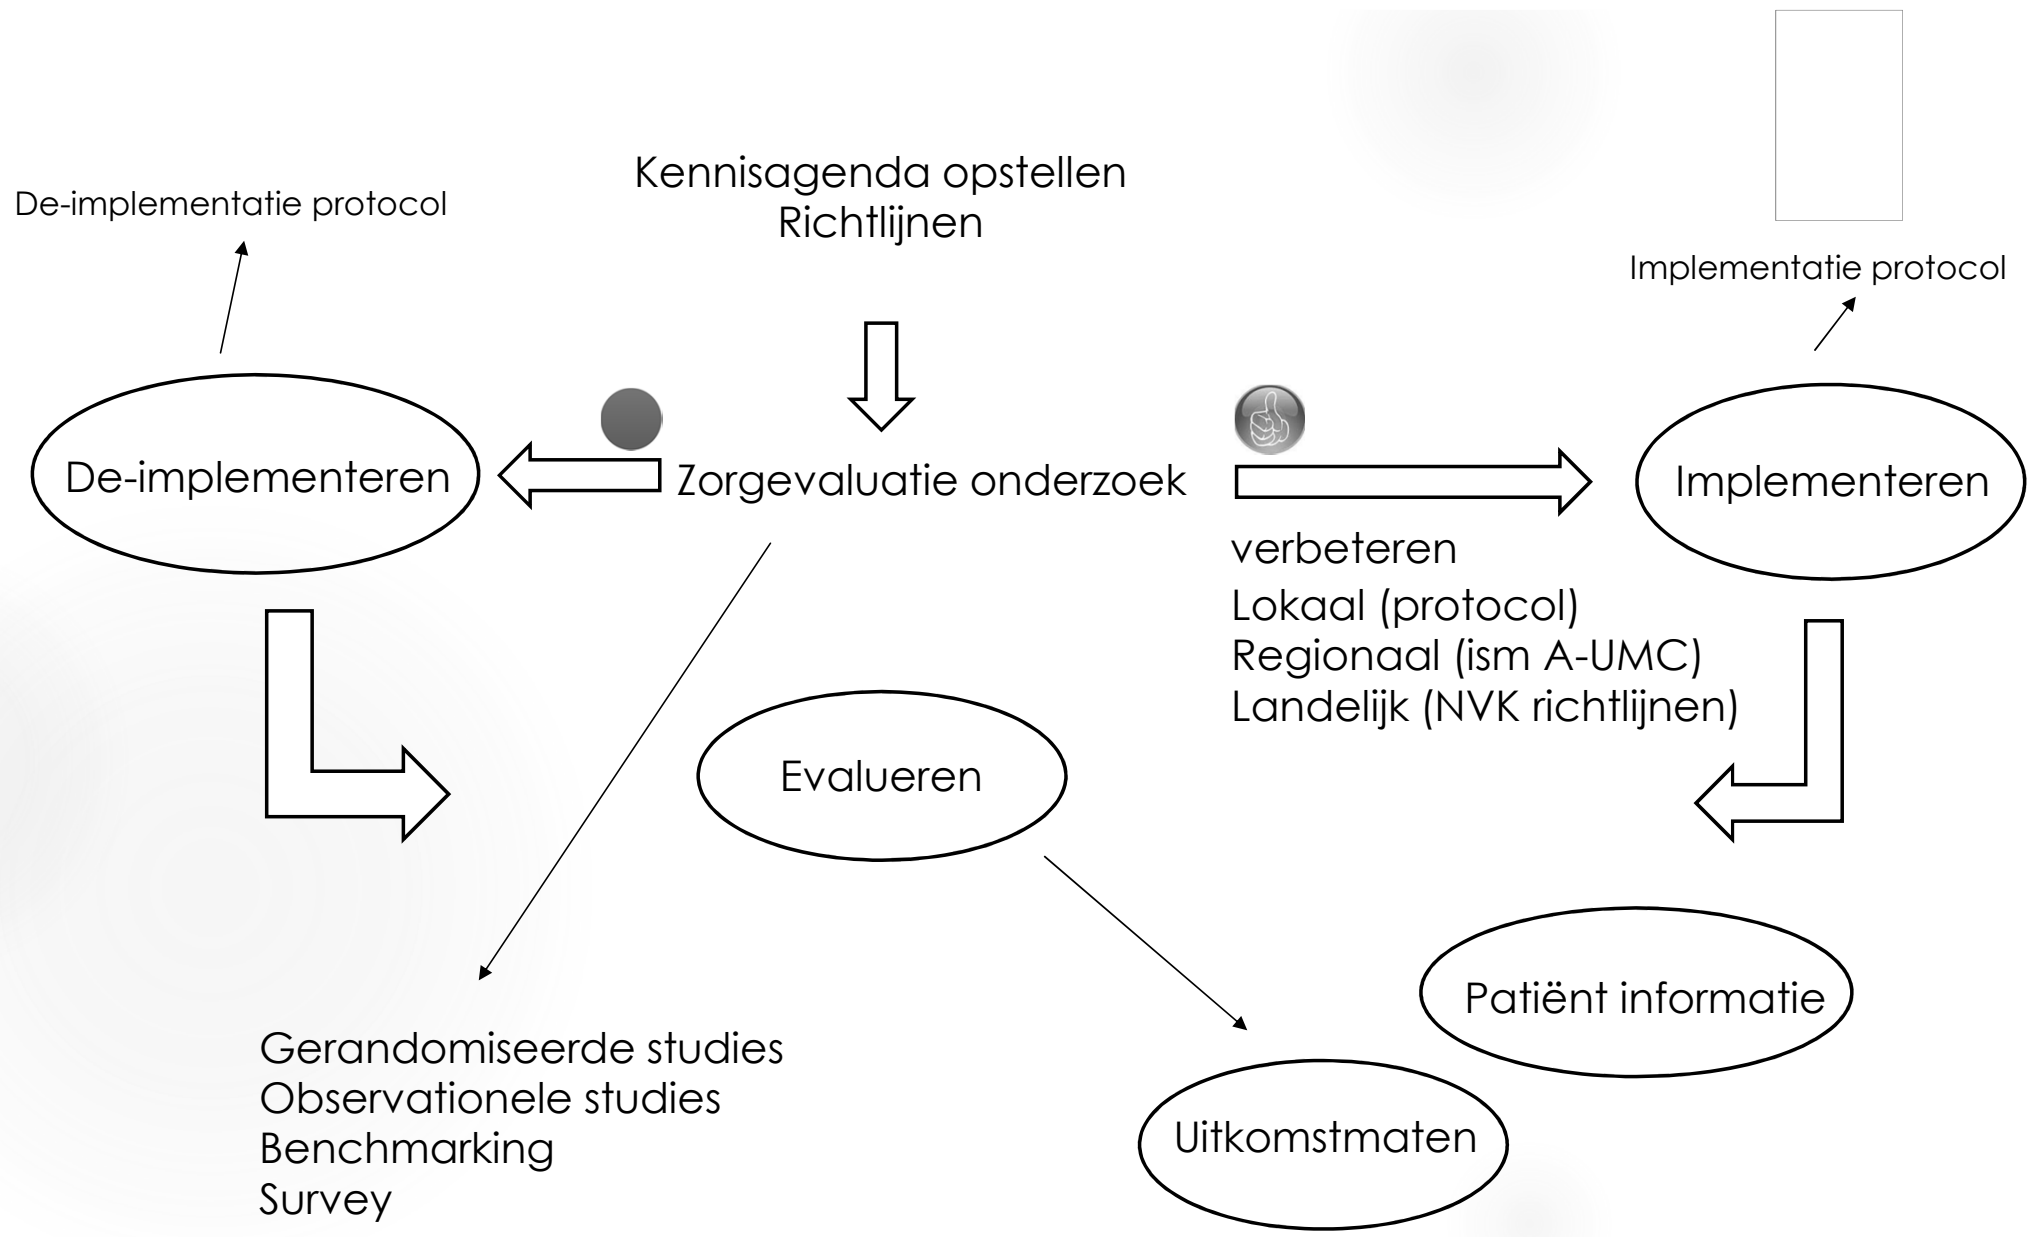 Kennisagenda opstellen
Richtlijnen
De-implementatie protocol
Implementatie protocol
De-implementeren
Zorgevaluatie onderzoek
Implementeren
verbeteren
Lokaal (protocol)
Regionaal (ism A-UMC)
Landelijk (NVK richtlijnen)
Evalueren
Patiënt informatie
Uitkomstmaten
Gerandomiseerde studies
Observationele studies
Benchmarking
Survey